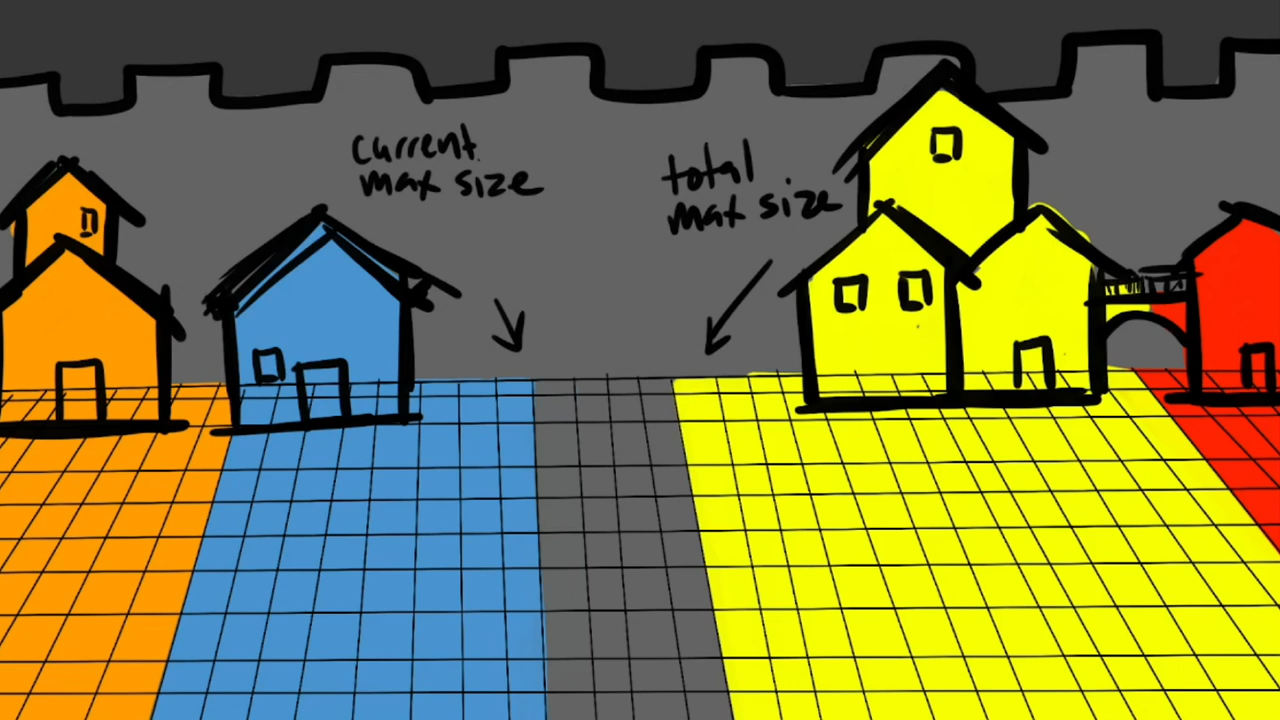 current
max size
total
max size